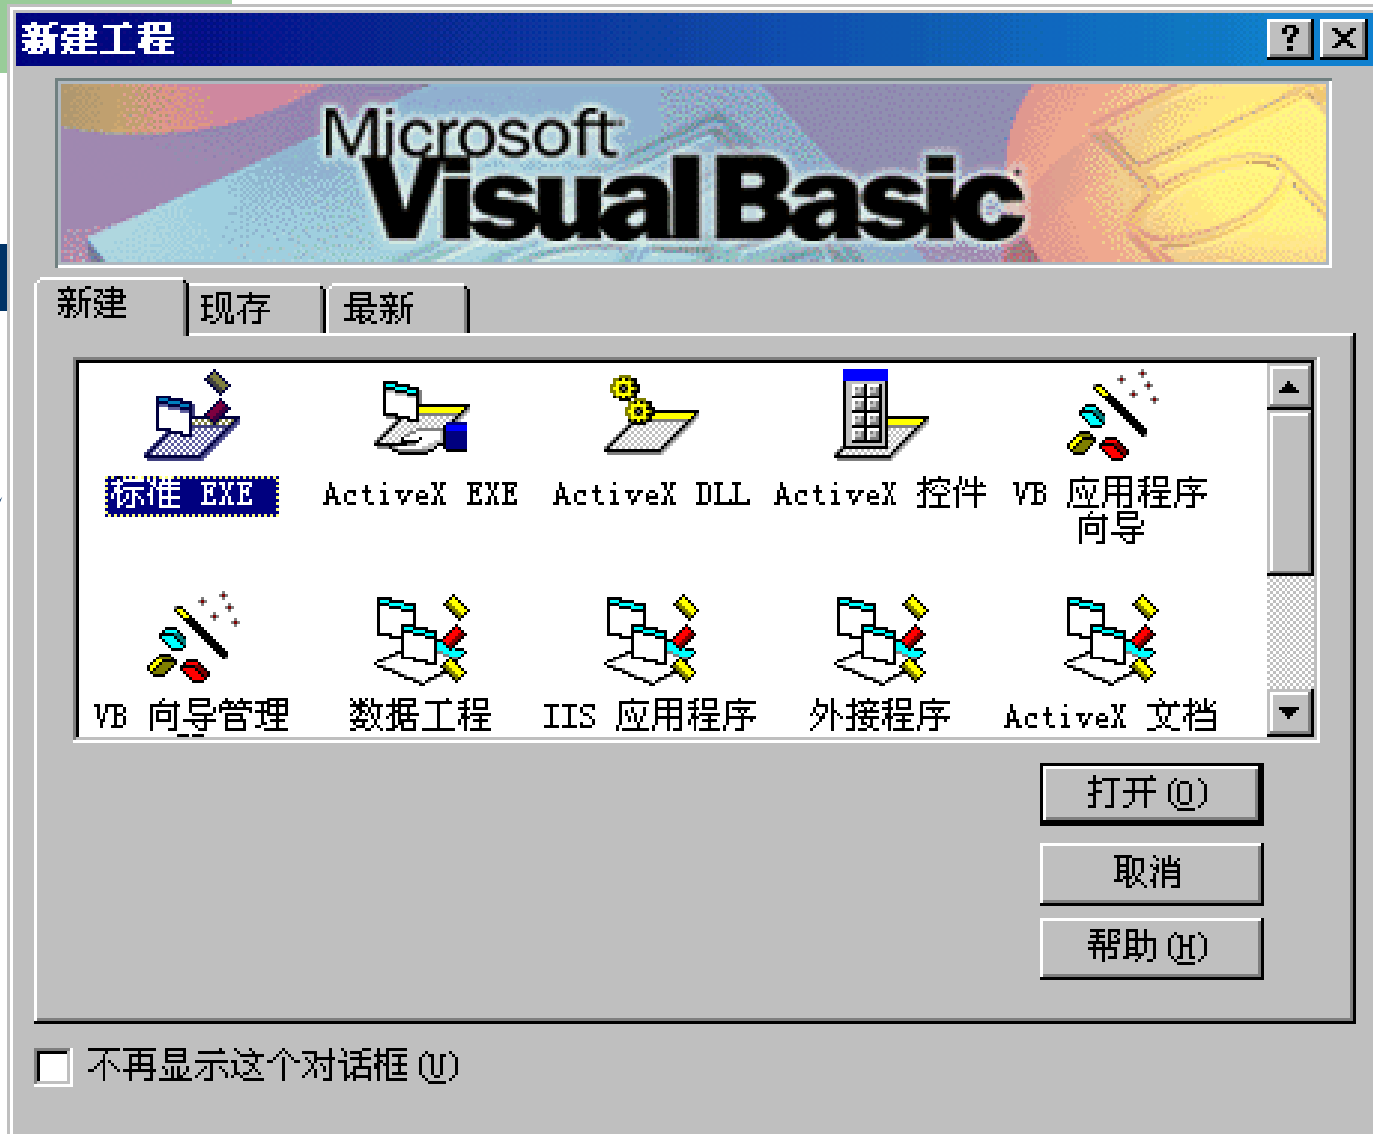 新建工程
Microsoft
Visual Basic
新建 现存 最新
标准 EXE ActiveX EXE ActiveX DLL ActiveX 控件 VB 应用程序
向导
VB 向导管理 数据工程 IIS 应用程序 外接程序 ActiveX 文档
打开(O)
取消
帮助(H)
不再显示这个对话框(U)